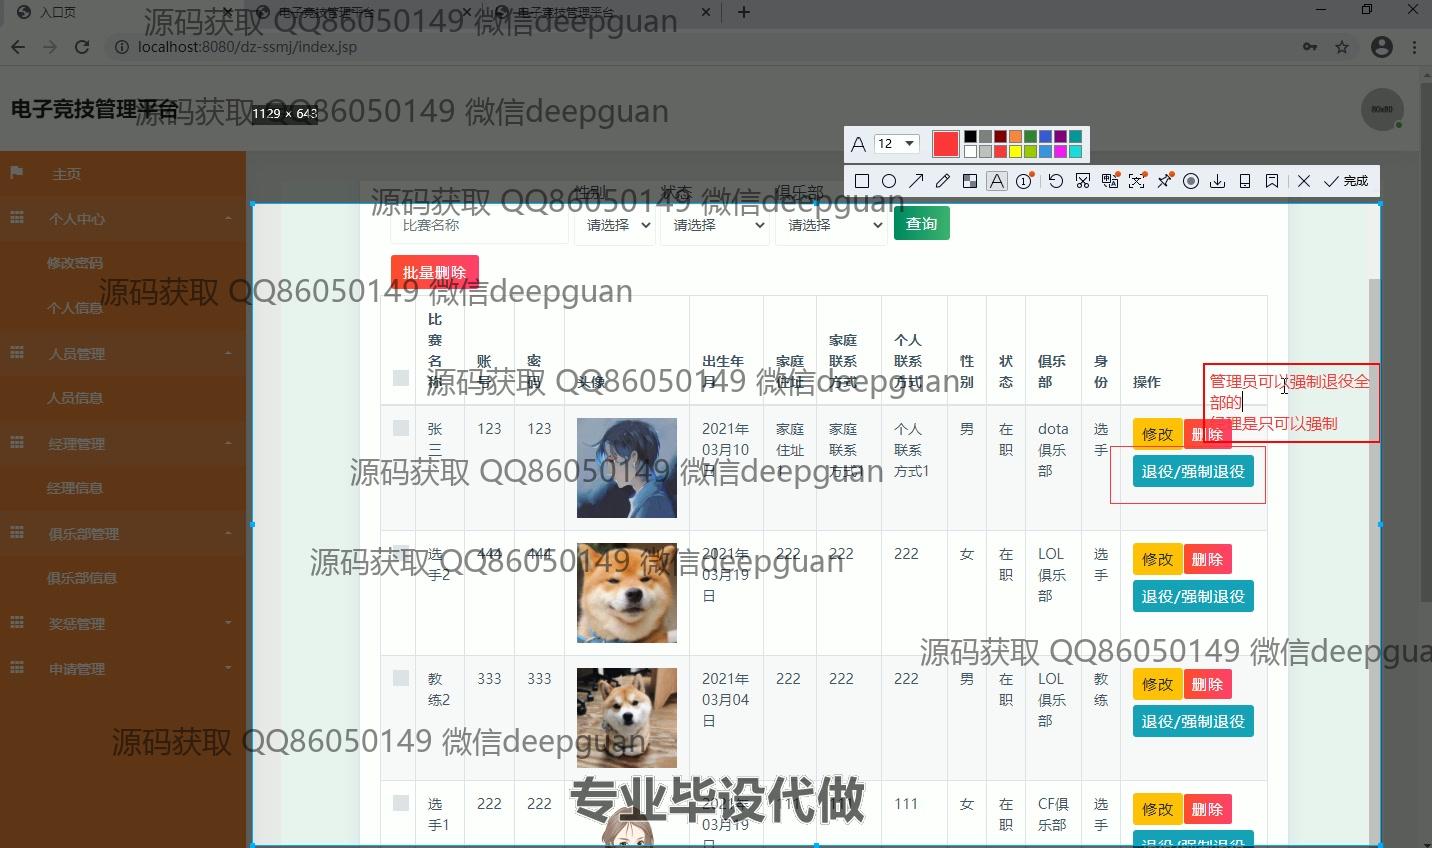 入口页
电子竞技管理平台
电子竞技管理平台
源码获取 QQ86050149 微信deepguan
localhost:8080/dz-ssmj/index.jsp
电子竞技管理平台
源码获取 QQ86050149 微信deepguan
1129 × 643
80x80
12
完成
主页
个人中心
修改密码
个人信息
人员管理
人员信息
经理管理
经理信息
俱乐部管理
俱乐部信息
奖惩管理
申请管理
性别 状态 俱乐部
源码获取 QQ86050149 微信deepguan
比赛名称 请选择 请选择 请选择 查询
批量删除
源码获取 QQ86050149 微信deepguan
比赛名称 账号 密码 头像 出生年月 家庭住址 家庭联系方式 个人联系方式 性别 状态 俱乐部 身份 操作
源码获取 QQ86050149 微信deepguan
管理员可以强制退役全
部的
经理是只可以强制
张三 123 123 2021年03月10日 家庭住址1 家庭联系方式1 个人联系方式1 男 在职 dota俱乐部 选手 修改 删除
退役/强制退役
源码获取 QQ86050149 微信deepguan
选手2 444 444 2021年03月19日 222 222 222 女 在职 LOL俱乐部 选手 修改 删除
退役/强制退役
源码获取 QQ86050149 微信deepguan
源码获取 QQ86050149 微信deepgua
教练2 333 333 2021年03月04日 222 222 222 男 在职 LOL俱乐部 教练 修改 删除
退役/强制退役
源码获取 QQ86050149 微信deepguan
选手1 222 222 2021年03月19日 111 111 111 女 在职 CF俱乐部 选手 修改 删除
退役/强制退役
专业毕设代做